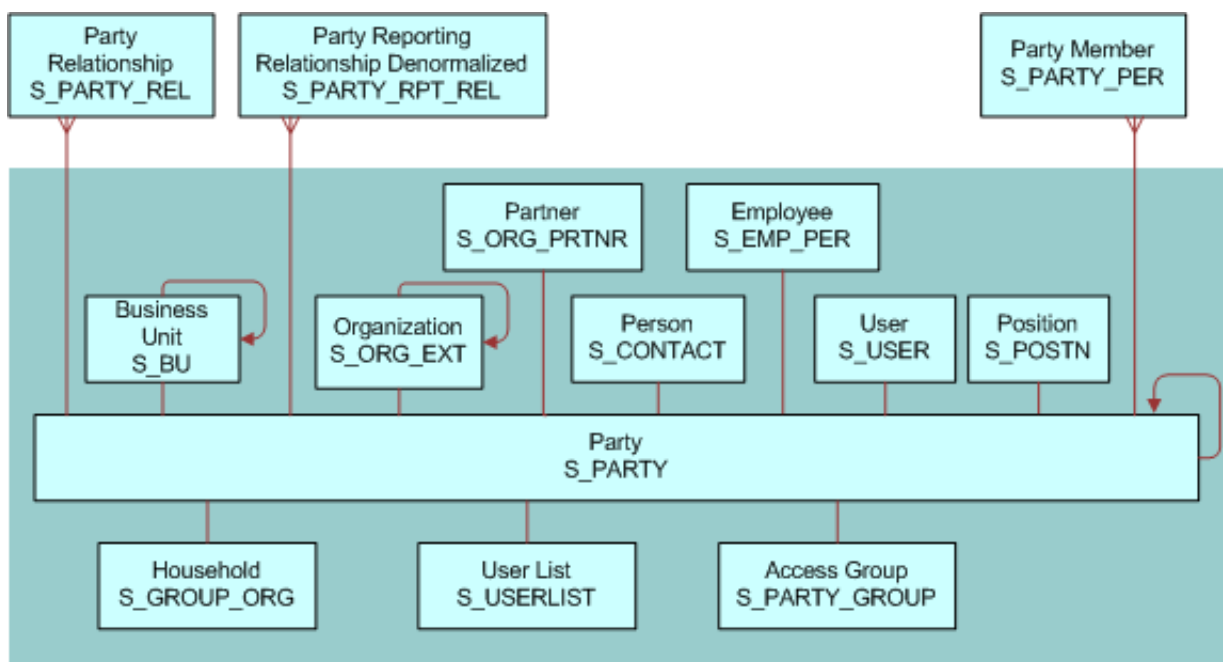 Party
Relationship
S_PARTY_REL
Party Reporting
Relationship Denormalized
S_PARTY_RPT_REL
Party Member
S_PARTY_PER
Partner
S_ORG_PRTNR
Employee
S_EMP_PER
Business
Unit
S_BU
Organization
S_ORG_EXT
Person
S_CONTACT
User
S_USER
Position
S_POSTN
Party
S_PARTY
Household
S_GROUP_ORG
User List
S_USERLIST
Access Group
S_PARTY_GROUP